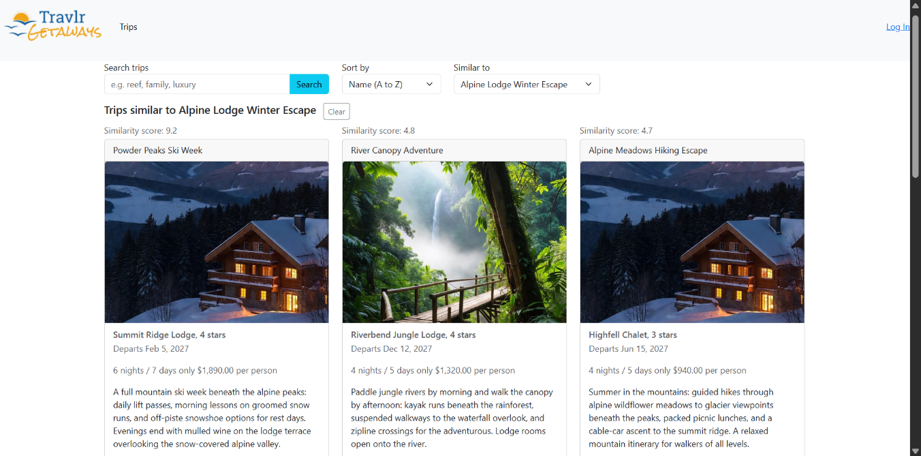 Travlr
Getaways
Trips
Log In
Search trips
Sort by
Similar to
e.g. reef, family, luxury
Search
Name (A to Z)
Alpine Lodge Winter Escape
Trips similar to Alpine Lodge Winter Escape
Clear
Similarity score: 9.2
Powder Peaks Ski Week
Summit Ridge Lodge, 4 stars
Departs Feb 5, 2027
6 nights / 7 days only $1,890.00 per person
A full mountain ski week beneath the alpine peaks:
daily lift passes, morning lessons on groomed snow
runs, and off-piste snowshoe options for rest days.
Evenings end with mulled wine on the lodge terrace
overlooking the snow-covered alpine valley.
Similarity score: 4.8
River Canopy Adventure
Riverbend Jungle Lodge, 4 stars
Departs Dec 12, 2027
4 nights / 5 days only $1,320.00 per person
Paddle jungle rivers by morning and walk the canopy
by afternoon: kayak runs beneath the rainforest,
suspended walkways to the waterfall overlook, and
zipline crossings for the adventurous. Lodge rooms
open onto the river.
Similarity score: 4.7
Alpine Meadows Hiking Escape
Highfell Chalet, 3 stars
Departs Jun 15, 2027
4 nights / 5 days only $940.00 per person
Summer in the mountains: guided hikes through
alpine wildflower meadows to glacier viewpoints
beneath the peaks, packed picnic lunches, and a
cable-car ascent to the summit ridge. A relaxed
mountain itinerary for walkers of all levels.